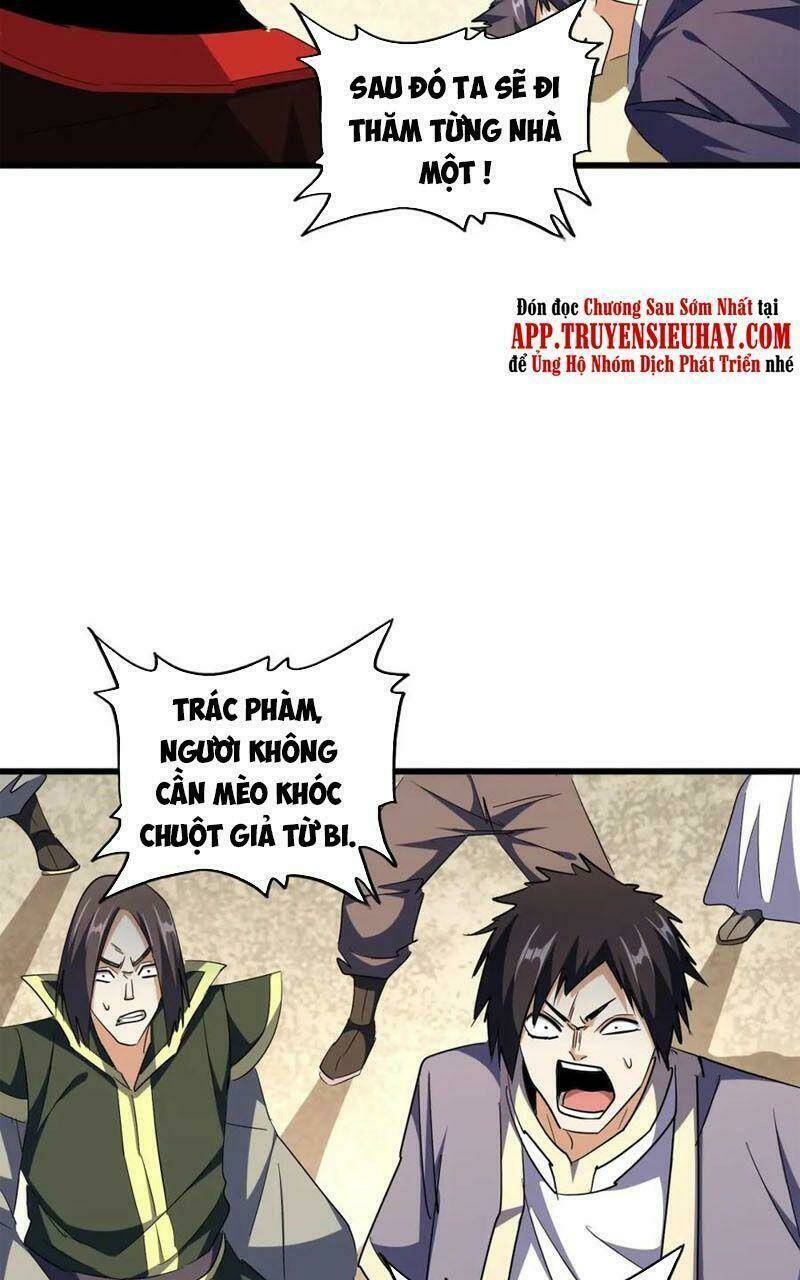 SAU ĐÓ TA SẼ ĐI
THĂM TỪNG NHÀ
MỘT !
Đón đọc Chương Sau Sớm Nhất tại
APP.TRUYENSIEUHAY.COM
để Ủng Hộ Nhóm Dịch Phát Triển nhé
TRÁC PHÀM,
NGƯƠI KHÔNG
CẦN MÈO KHÓC
CHUỘT GIẢ TỪ BI.